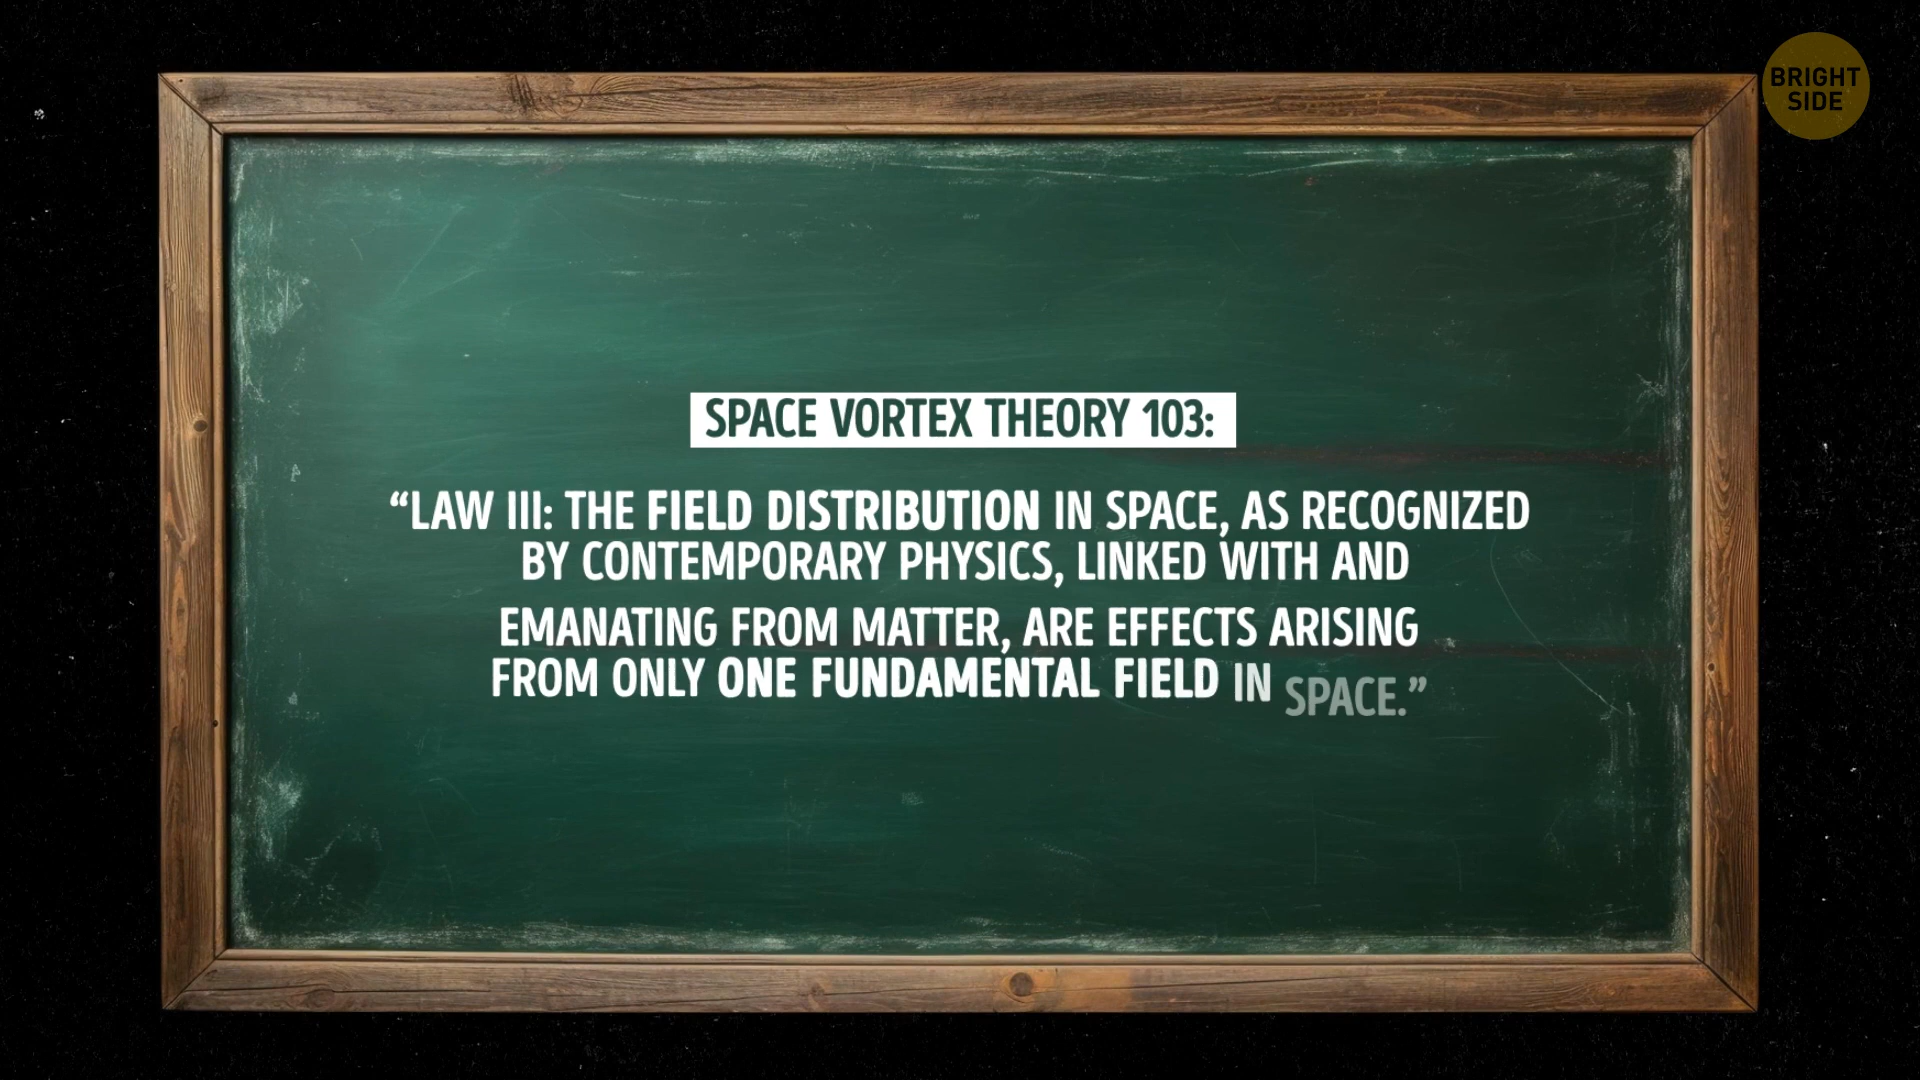 BRIGHT
SIDE
SPACE VORTEX THEORY 103:
“LAW III: THE FIELD DISTRIBUTION IN SPACE, AS RECOGNIZED
BY CONTEMPORARY PHYSICS, LINKED WITH AND
EMANATING FROM MATTER, ARE EFFECTS ARISING
FROM ONLY ONE FUNDAMENTAL FIELD IN SPACE.”